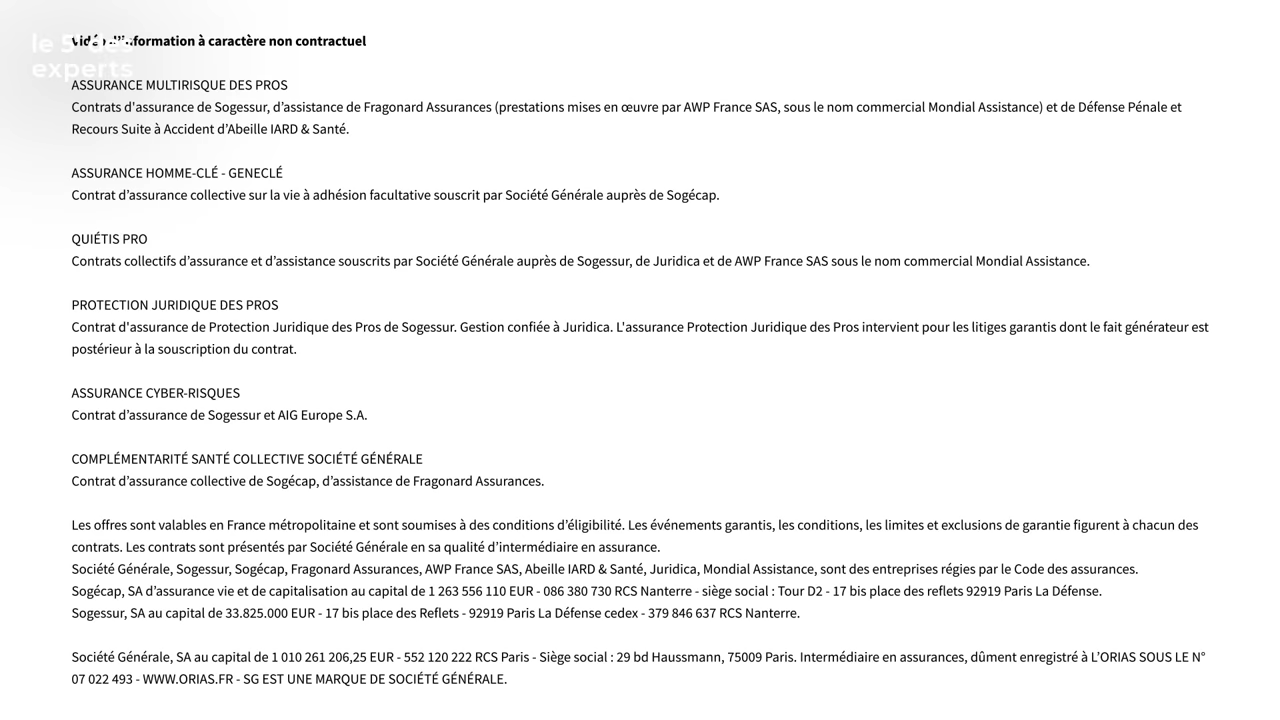 le 5' des
experts
Vidéo d'information à caractère non contractuel
ASSURANCE MULTIRISQUE DES PROS
Contrats d'assurance de Sogessur, d’assistance de Fragonard Assurances (prestations mises en œuvre par AWP France SAS, sous le nom commercial Mondial Assistance) et de Défense Pénale et
Recours Suite à Accident d’Abeille IARD & Santé.
ASSURANCE HOMME-CLÉ - GENECLÉ
Contrat d’assurance collective sur la vie à adhésion facultative souscrit par Société Générale auprès de Sogécap.
QUIÉTIS PRO
Contrats collectifs d’assurance et d’assistance souscrits par Société Générale auprès de Sogessur, de Juridica et de AWP France SAS sous le nom commercial Mondial Assistance.
PROTECTION JURIDIQUE DES PROS
Contrat d'assurance de Protection Juridique des Pros de Sogessur. Gestion confiée à Juridica. L'assurance Protection Juridique des Pros intervient pour les litiges garantis dont le fait générateur est
postérieur à la souscription du contrat.
ASSURANCE CYBER-RISQUES
Contrat d’assurance de Sogessur et AIG Europe S.A.
COMPLÉMENTARITÉ SANTÉ COLLECTIVE SOCIÉTÉ GÉNÉRALE
Contrat d’assurance collective de Sogécap, d’assistance de Fragonard Assurances.
Les offres sont valables en France métropolitaine et sont soumises à des conditions d’éligibilité. Les événements garantis, les conditions, les limites et exclusions de garantie figurent à chacun des
contrats. Les contrats sont présentés par Société Générale en sa qualité d’intermédiaire en assurance.
Société Générale, Sogessur, Sogécap, Fragonard Assurances, AWP France SAS, Abeille IARD & Santé, Juridica, Mondial Assistance, sont des entreprises régies par le Code des assurances.
Sogécap, SA d’assurance vie et de capitalisation au capital de 1 263 556 110 EUR - 086 380 730 RCS Nanterre - siège social : Tour D2 - 17 bis place des reflets 92919 Paris La Défense.
Sogessur, SA au capital de 33.825.000 EUR - 17 bis place des Reflets - 92919 Paris La Défense cedex - 379 846 637 RCS Nanterre.
Société Générale, SA au capital de 1 010 261 206,25 EUR - 552 120 222 RCS Paris - Siège social : 29 bd Haussmann, 75009 Paris. Intermédiaire en assurances, dûment enregistré à L’ORIAS SOUS LE N°
07 022 493 - WWW.ORIAS.FR - SG EST UNE MARQUE DE SOCIÉTÉ GÉNÉRALE.